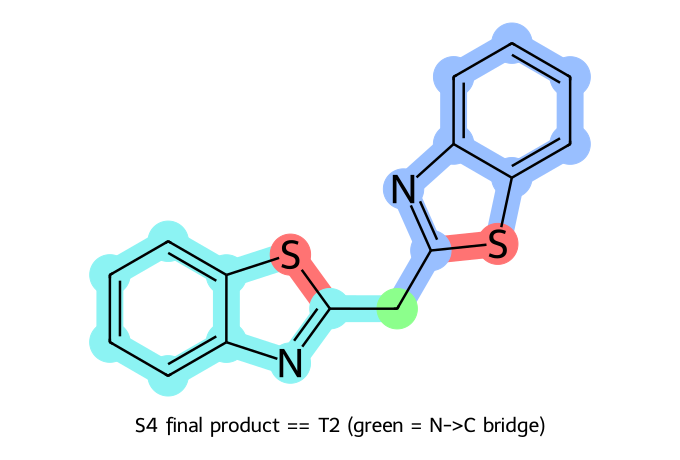 N
S
S
N
S4 final product == T2 (green = N->C bridge)